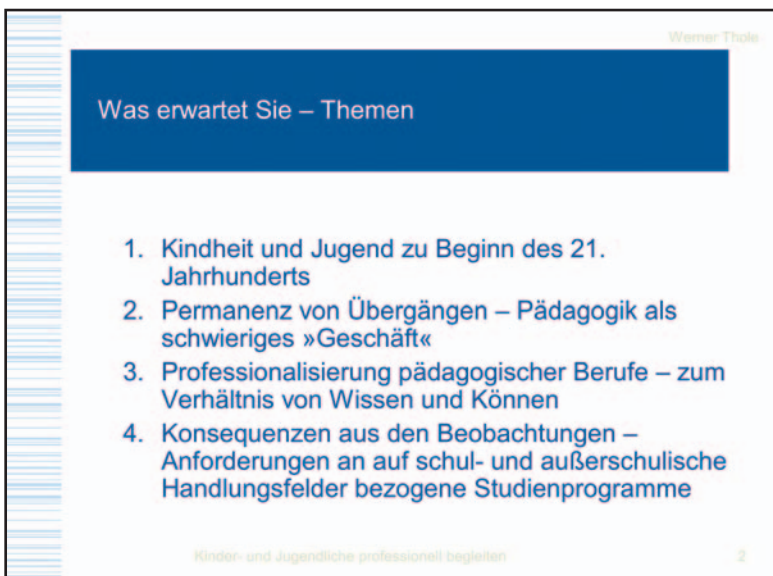 Werner Thole
Was erwartet Sie – Themen
1. Kindheit und Jugend zu Beginn des 21.
Jahrhunderts
2. Permanenz von Übergängen – Pädagogik als
schwieriges »Geschäft«
3. Professionalisierung pädagogischer Berufe – zum
Verhältnis von Wissen und Können
4. Konsequenzen aus den Beobachtungen –
Anforderungen an auf schul- und außerschulische
Handlungsfelder bezogene Studienprogramme
Kinder- und Jugendliche professionell begleiten 2